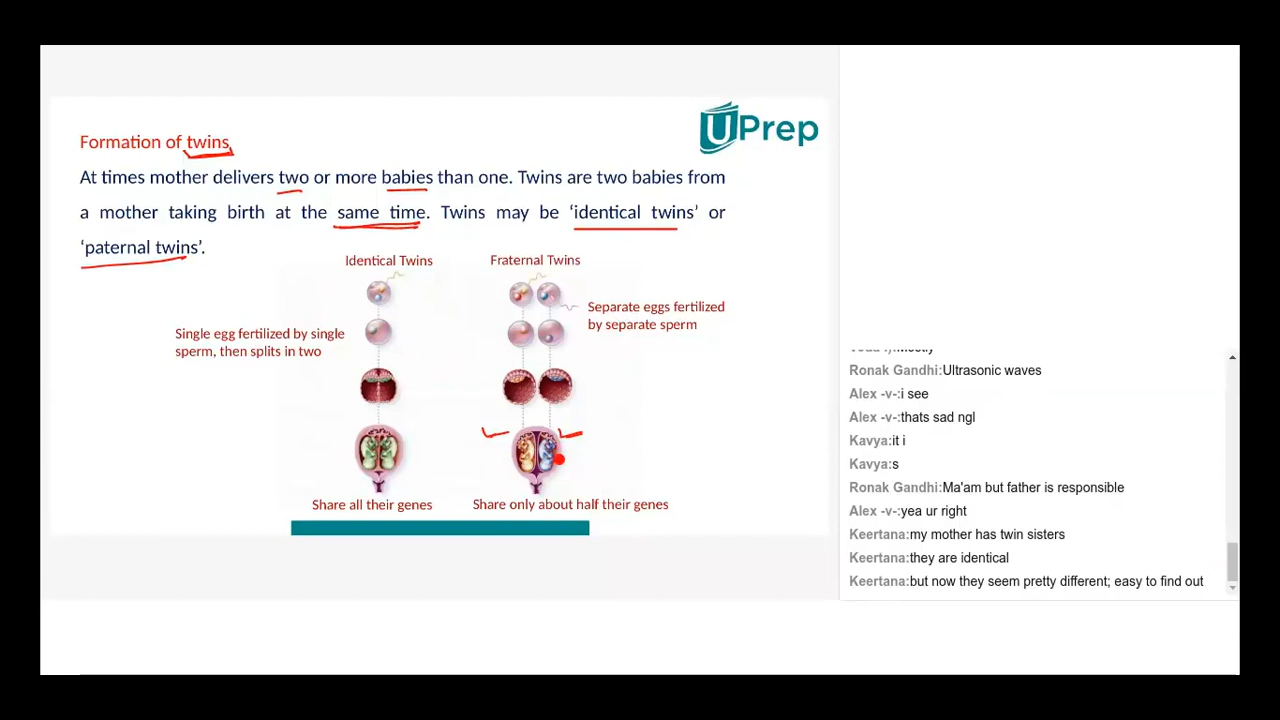 UPrep
Formation of twins
At times mother delivers two or more babies than one. Twins are two babies from
a mother taking birth at the same time. Twins may be ‘identical twins’ or
‘paternal twins’.
Identical Twins
Fraternal Twins
Single egg fertilized by single
sperm, then splits in two
Separate eggs fertilized
by separate sperm
Share all their genes
Share only about half their genes
Ronak Gandhi:Ultrasonic waves
Alex -v-:i see
Alex -v-:thats sad ngl
Kavya:it i
Kavya:s
Ronak Gandhi:Ma'am but father is responsible
Alex -v-:yea ur right
Keertana:my mother has twin sisters
Keertana:they are identical
Keertana:but now they seem pretty different; easy to find out